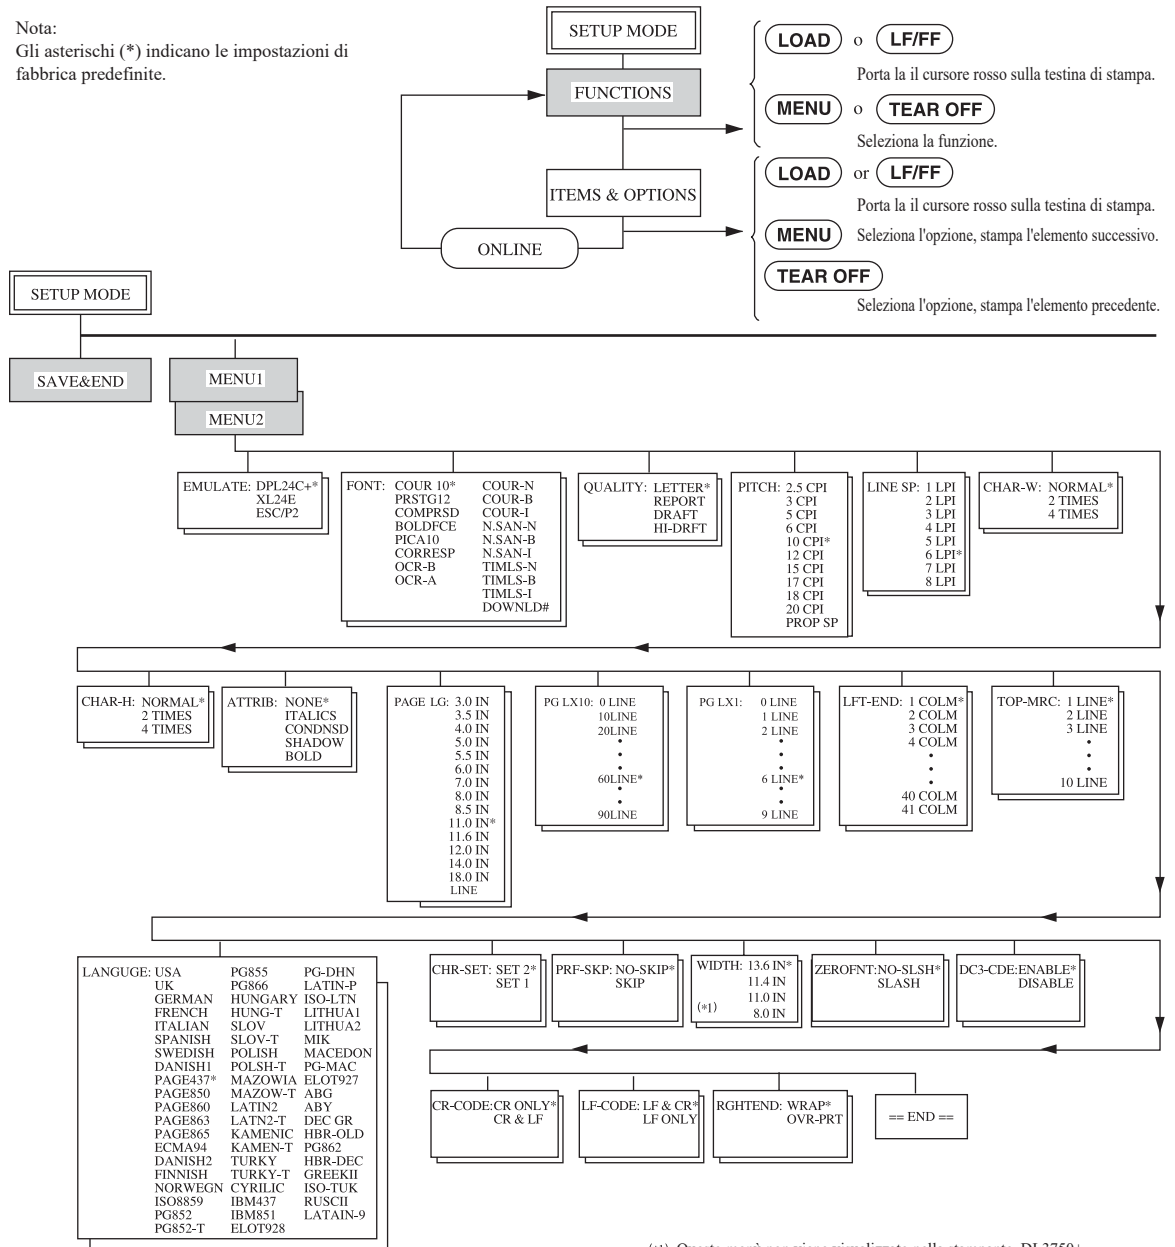 Nota:
Gli asterischi (*) indicano le impostazioni di
fabbrica predefinite.
SETUP MODE
FUNCTIONS
ITEMS & OPTIONS
ONLINE
LOAD o LF/FF
Porta la il cursore rosso sulla testina di stampa.
MENU o TEAR OFF
Seleziona la funzione.
LOAD or LF/FF
Porta la il cursore rosso sulla testina di stampa.
MENU Seleziona l'opzione, stampa l'elemento successivo.
TEAR OFF
Seleziona l'opzione, stampa l'elemento precedente.
SETUP MODE
SAVE&END
MENU1
MENU2
EMULATE: DPL24C+*
XL24E
ESC/P2
FONT: COUR 10* COUR-N
PRSTG12 COUR-B
COMPRSD COUR-I
BOLDFCE N.SAN-N
PICA10 N.SAN-B
CORRESP N.SAN-I
OCR-B TIMLS-N
OCR-A TIMLS-B
TIMLS-I
DOWNLD#
QUALITY: LETTER*
REPORT
DRAFT
HI-DRFT
PITCH: 2.5 CPI
3 CPI
5 CPI
6 CPI
10 CPI*
12 CPI
15 CPI
17 CPI
18 CPI
20 CPI
PROP SP
LINE SP: 1 LPI
2 LPI
3 LPI
4 LPI
5 LPI
6 LPI*
7 LPI
8 LPI
CHAR-W: NORMAL*
2 TIMES
4 TIMES
CHAR-H: NORMAL*
2 TIMES
4 TIMES
ATTRIB: NONE*
ITALICS
CONDNSD
SHADOW
BOLD
PAGE LG: 3.0 IN
3.5 IN
4.0 IN
5.0 IN
5.5 IN
6.0 IN
7.0 IN
8.0 IN
8.5 IN
11.0 IN*
11.6 IN
12.0 IN
14.0 IN
18.0 IN
LINE
PG LX10: 0 LINE
10LINE
20LINE
60LINE*
90LINE
PG LX1: 0 LINE
1 LINE
2 LINE
6 LINE*
9 LINE
LFT-END: 1 COLM*
2 COLM
3 COLM
4 COLM
40 COLM
41 COLM
TOP-MRC: 1 LINE*
2 LINE
3 LINE
10 LINE
LANGUGE: USA PG855 PG-DHN
UK PG866 LATIN-P
GERMAN HUNGARY ISO-LTN
FRENCH HUNG-T LITHUA1
ITALIAN SLOV LITHUA2
SPANISH SLOV-T MIK
SWEDISH POLISH MACEDON
DANISH1 POLSH-T PG-MAC
PAGE437* MAZOWIA ELOT927
PAGE850 MAZOW-T ABG
PAGE860 LATIN2 ABY
PAGE863 LATN2-T DEC GR
PAGE865 KAMENIC HBR-OLD
ECMA94 KAMEN-T PG862
DANISH2 TURKY HBR-DEC
FINNISH TURKY-T GREEKII
NORWEGN CYRILIC ISO-TUK
ISO8859 IBM437 RUSCII
PG852 IBM851 LATAIN-9
PG852-T ELOT928
CHR-SET: SET 2*
SET 1
PRF-SKP: NO-SKIP*
SKIP
WIDTH: 13.6 IN*
11.4 IN
11.0 IN
(*1) 8.0 IN
ZEROFNT:NO-SLSH*
SLASH
DC3-CDE:ENABLE*
DISABLE
CR-CODE:CR ONLY*
CR & LF
LF-CODE: LF & CR*
LF ONLY
RGHTEND: WRAP*
OVR-PRT
== END ==